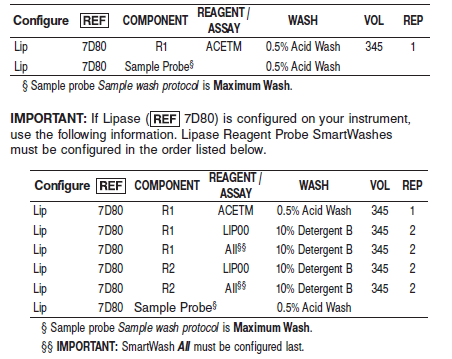 Configure REF COMPONENT REAGENT / ASSAY WASH VOL REP
Lip 7D80 R1 ACETM 0.5% Acid Wash 345 1
Lip 7D80 Sample Probe§ 0.5% Acid Wash
§ Sample probe Sample wash protocol is Maximum Wash.
IMPORTANT: If Lipase (REF 7D80) is configured on your instrument,
use the following information. Lipase Reagent Probe SmartWashes
must be configured in the order listed below.
Configure REF COMPONENT REAGENT / ASSAY WASH VOL REP
Lip 7D80 R1 ACETM 0.5% Acid Wash 345 1
Lip 7D80 R1 LIP00 10% Detergent B 345 2
Lip 7D80 R1 All§§ 10% Detergent B 345 2
Lip 7D80 R2 LIP00 10% Detergent B 345 2
Lip 7D80 R2 All§§ 10% Detergent B 345 2
Lip 7D80 Sample Probe§ 0.5% Acid Wash
§ Sample probe Sample wash protocol is Maximum Wash.
§§ IMPORTANT: SmartWash All must be configured last.